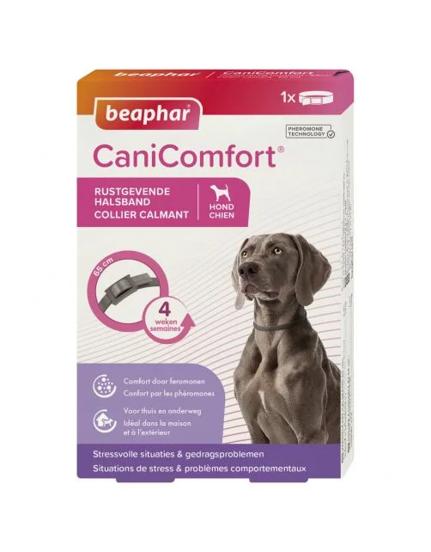 beaphar
CaniComfort®
1x
PHEROMONE
TECHNOLOGY
CaniComfort®
RUSTGEVENDE
HALSBAND
COLLIER CALMANT
HOND
CHIEN
65 cm
4
weken
semaines
Comfort door feromonen
Confort par les phéromones
Voor thuis en onderweg
Idéal dans la maison
et à l'extérieur
Stressvolle situaties & gedragsproblemen
Situations de stress & problèmes comportementaux